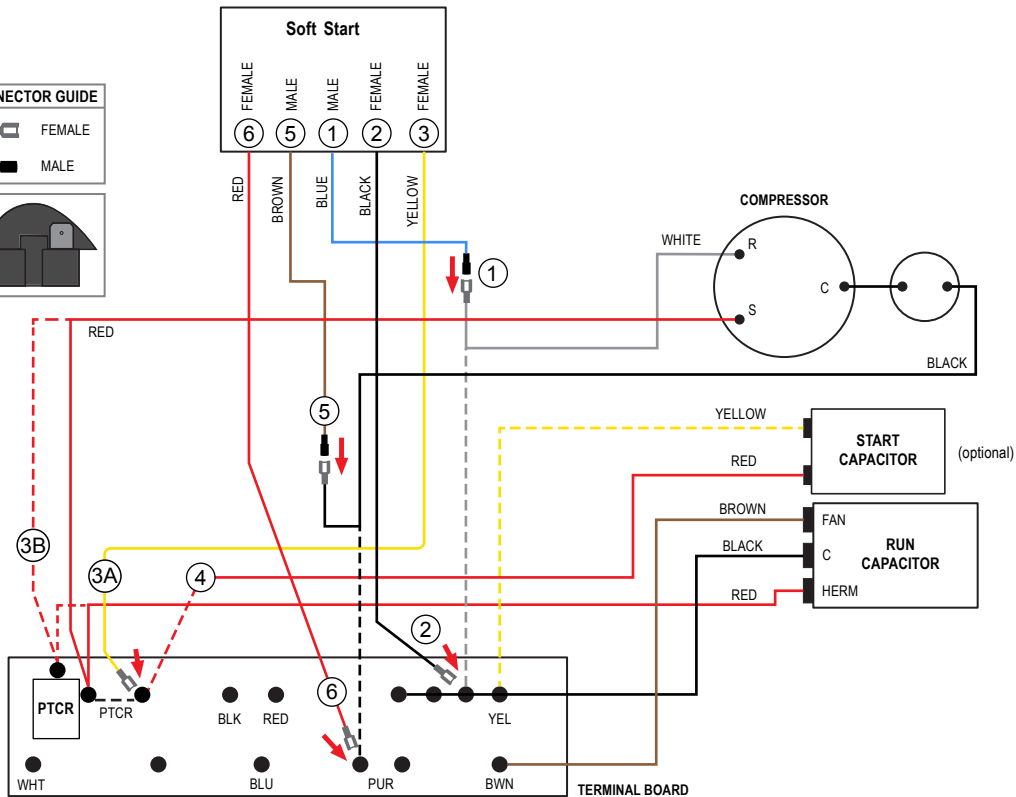 Soft Start
FEMALE
MALE
MALE
FEMALE
FEMALE
6
5
1
2
3
NECTOR GUIDE
FEMALE
MALE
RED
BROWN
BLUE
BLACK
YELLOW
COMPRESSOR
WHITE
R
C
S
1
RED
BLACK
5
YELLOW
START
CAPACITOR
(optional)
RED
BROWN
FAN
BLACK
C
RUN
CAPACITOR
RED
HERM
3B
3A
4
2
6
PTCR
PTCR
BLK
RED
YEL
WHT
BLU
PUR
BWN
TERMINAL BOARD